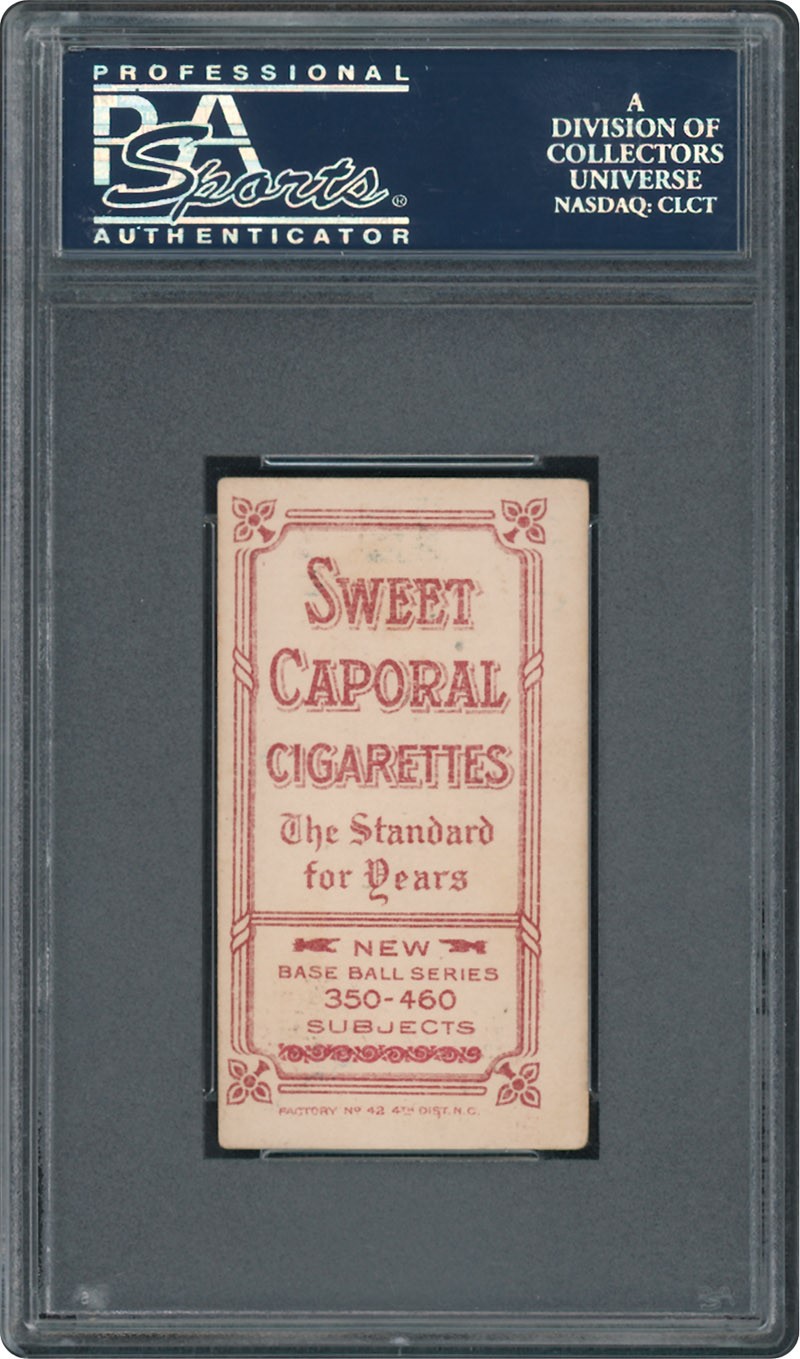 PROFESSIONAL
PSA
Sports®
AUTHENTICATOR
A
DIVISION OF
COLLECTORS
UNIVERSE
NASDAQ: CLCT
SWEET
CAPORAL
CIGARETTES
The Standard
for Years
NEW
BASE BALL SERIES
350-460
SUBJECTS
FACTORY Nº 42 4TH DIST. N.C.